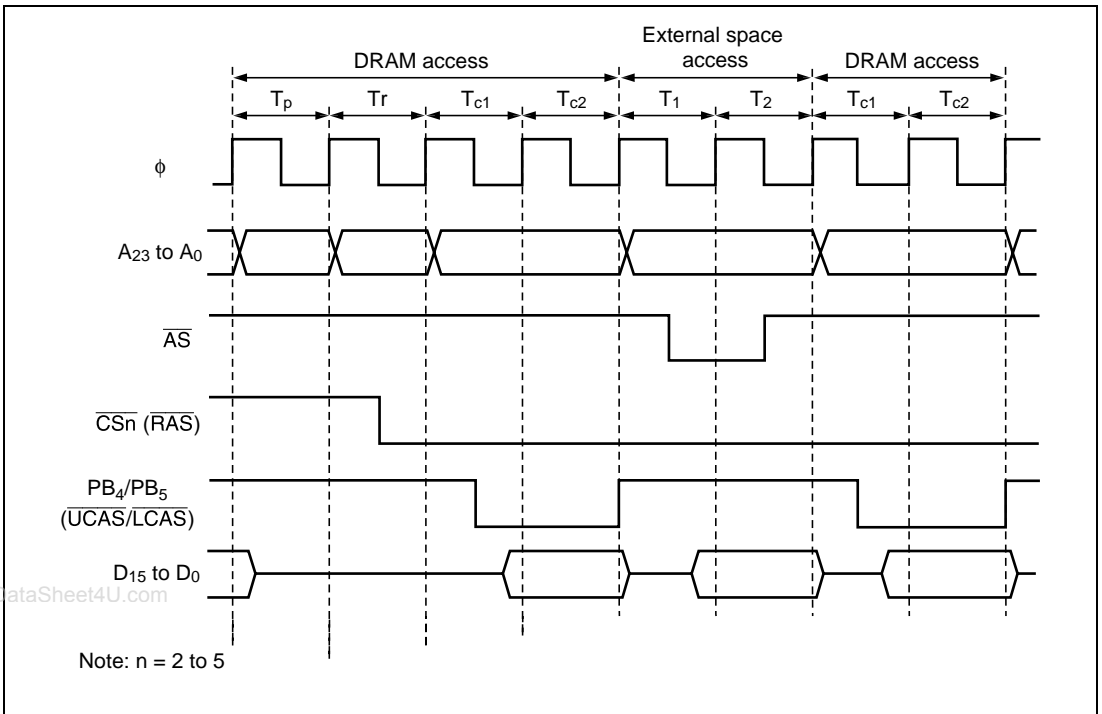 External space
DRAM access access DRAM access
Tp Tr Tc1 Tc2 T1 T2 Tc1 Tc2
φ
A23 to A0
AS
CSn (RAS)
PB4/PB5
(UCAS/LCAS)
D15 to D0
ataSheet4U.com
Note: n = 2 to 5